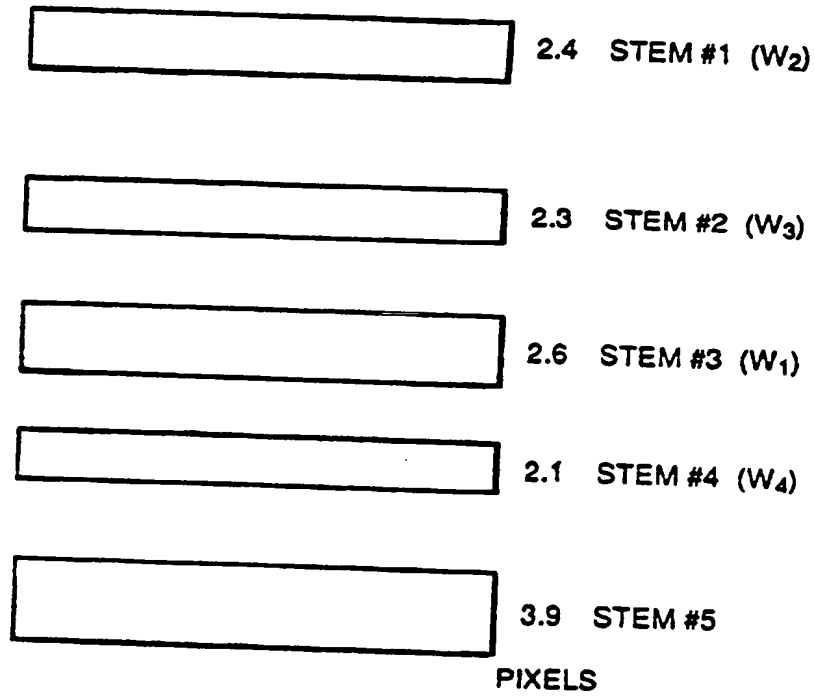 2.4 STEM #1 (W2)
2.3 STEM #2 (W3)
2.6 STEM #3 (W1)
2.1 STEM #4 (W4)
3.9 STEM #5
PIXELS